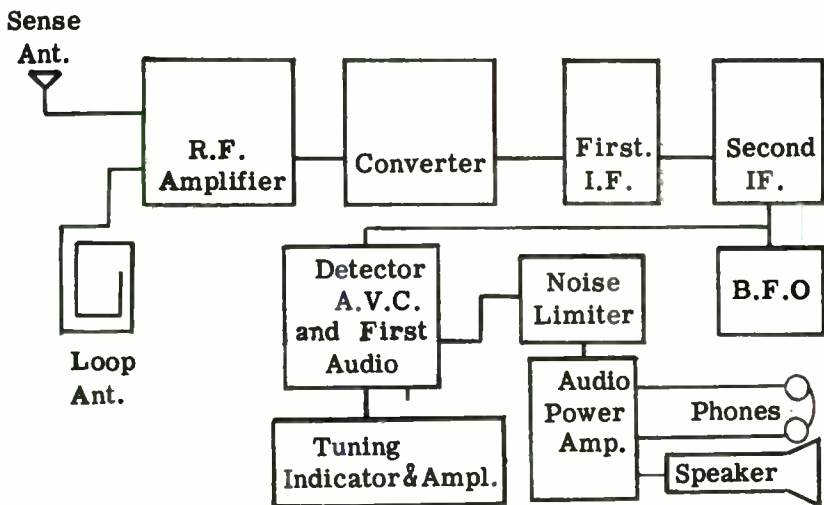 Sense
Ant.
R.F.
Amplifier
Converter
First.
I.F.
Second
IF.
Loop
Ant.
Detector
A.V.C.
and First
Audio
Noise
Limiter
B.F.O
Tuning
Indicator & Ampl.
Audio
Power
Amp.
Phones
Speaker